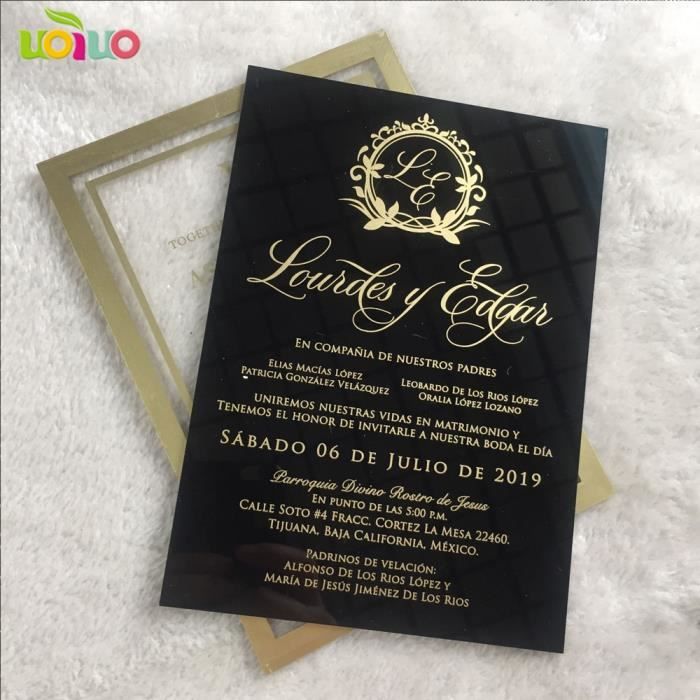 UOIUO
L E
Lourdes y Edgar
EN COMPAÑIA DE NUESTROS PADRES
ELIAS MACÍAS LÓPEZ
PATRICIA GONZÁLEZ VELÁZQUEZ
LEOBARDO DE LOS RIOS LÓPEZ
ORALIA LÓPEZ LOZANO
UNIREMOS NUESTRAS VIDAS EN MATRIMONIO Y
TENEMOS EL HONOR DE INVITARLE A NUESTRA BODA EL DÍA
SÁBADO 06 DE JULIO DE 2019
Parroquia Divino Rostro de Jesus
EN PUNTO DE LAS 5:00 P.M.
CALLE SOTO #4 FRACC. CORTEZ LA MESA 22460.
TIJUANA, BAJA CALIFORNIA, MÉXICO.
PADRINOS DE VELACIÓN:
ALFONSO DE LOS RIOS LÓPEZ Y
MARÍA DE JESÚS JIMÉNEZ DE LOS RIOS